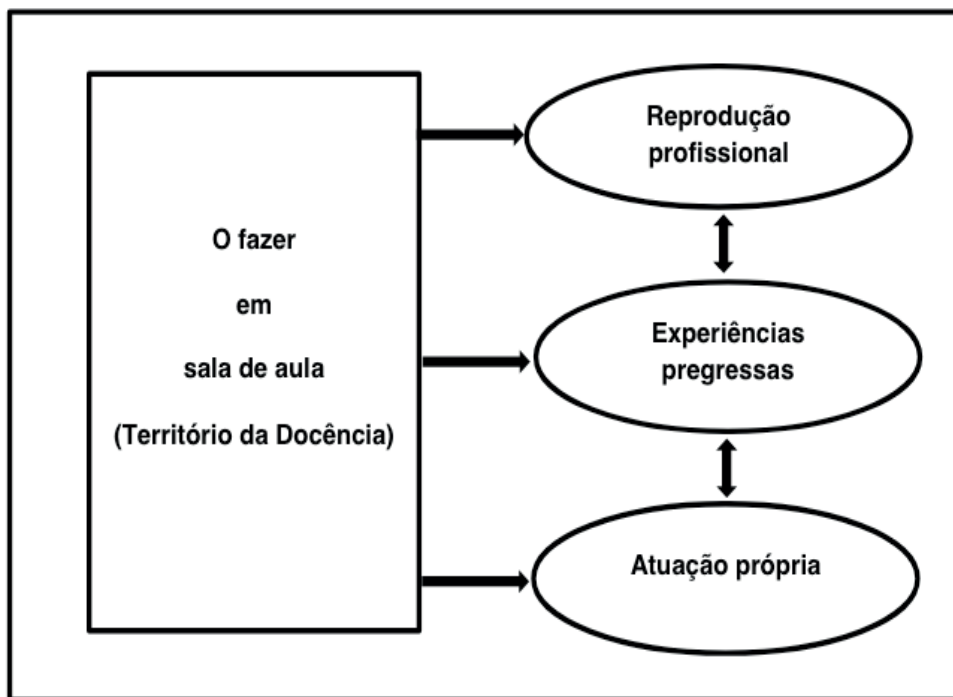 O fazer
em
sala de aula
(Território da Docência)
Reprodução
profissional
Experiências
pregressas
Atuação própria